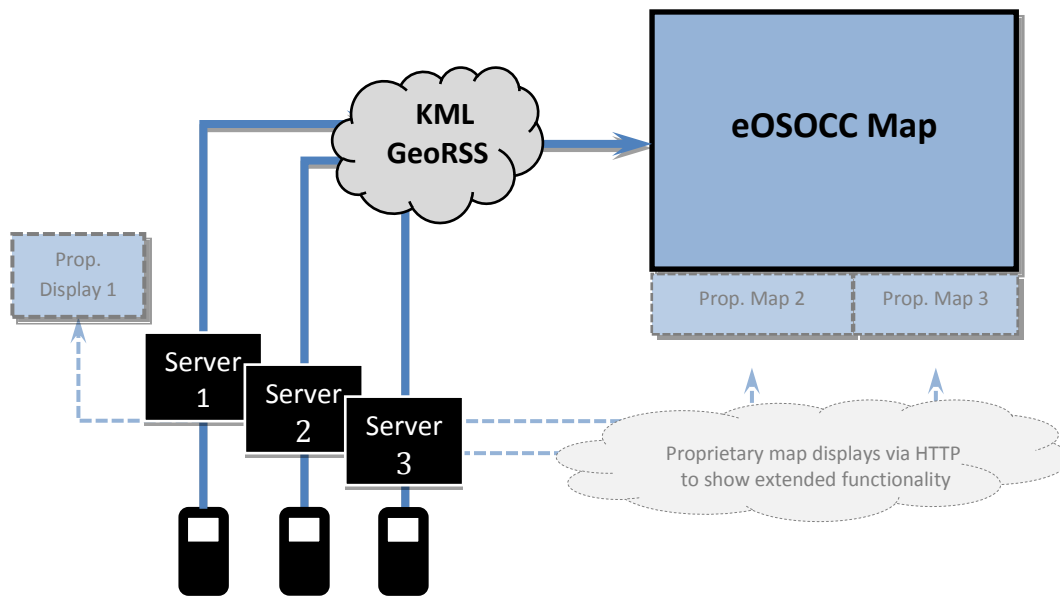 KML
GeoRSS
eOSOCC Map
Prop.
Display 1
Prop. Map 2
Prop. Map 3
Server
1
Server
2
Server
3
Proprietary map displays via HTTP
to show extended functionality